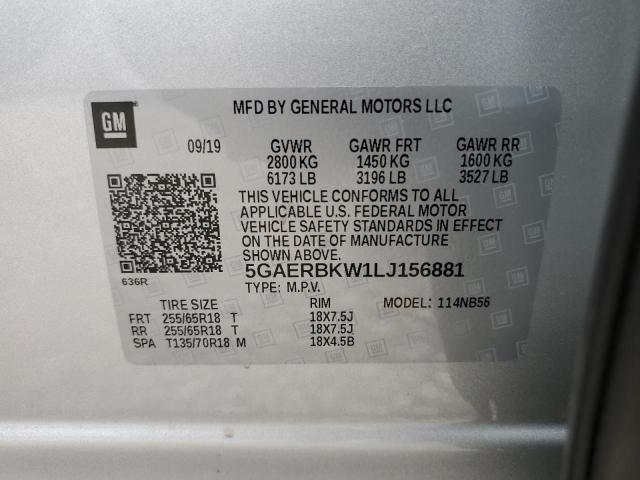 MFD BY GENERAL MOTORS LLC
GM
09/19 GVWR GAWR FRT GAWR RR
2800 KG 1450 KG 1600 KG
6173 LB 3196 LB 3527 LB
THIS VEHICLE CONFORMS TO ALL
APPLICABLE U.S. FEDERAL MOTOR
VEHICLE SAFETY STANDARDS IN EFFECT
ON THE DATE OF MANUFACTURE
SHOWN ABOVE.
5GAERBKW1LJ156881
636R
TYPE: M.P.V.
TIRE SIZE RIM MODEL: 114NB56
FRT 255/65R18 T 18X7.5J
RR 255/65R18 T 18X7.5J
SPA T135/70R18 M 18X4.5B